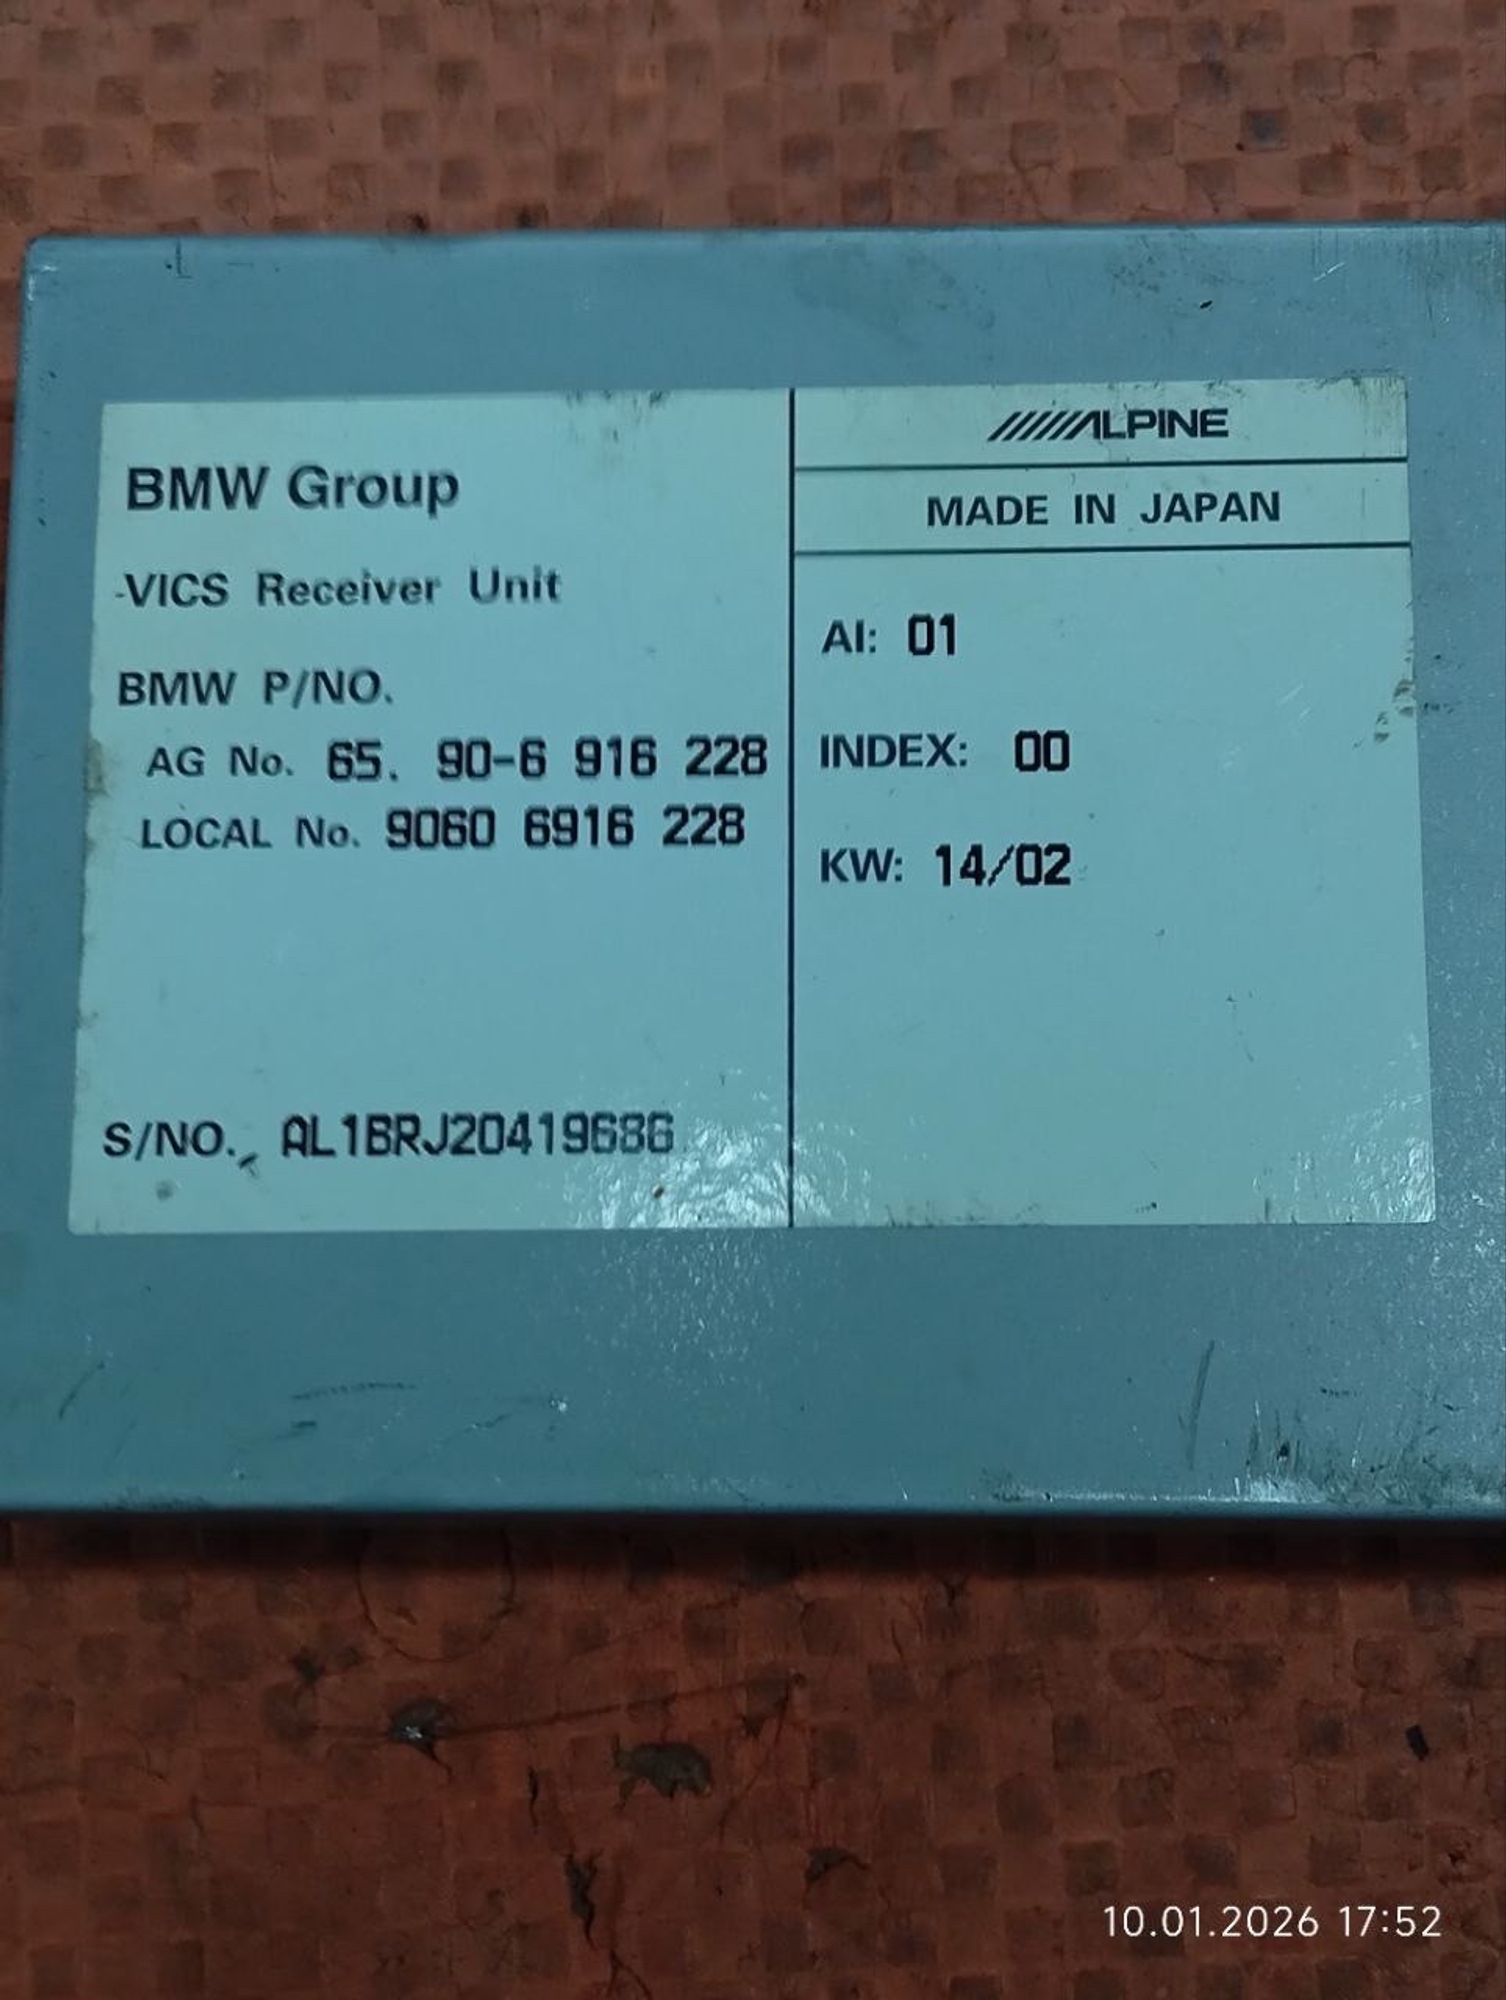 BMW Group
VICS Receiver Unit
BMW P/NO.
AG No. 65. 90-6 916 228
LOCAL No. 9060 6916 228
S/NO. AL1BRJ20419686
ALPINE
MADE IN JAPAN
AI: 01
INDEX: 00
KW: 14/02
10.01.2026 17:52